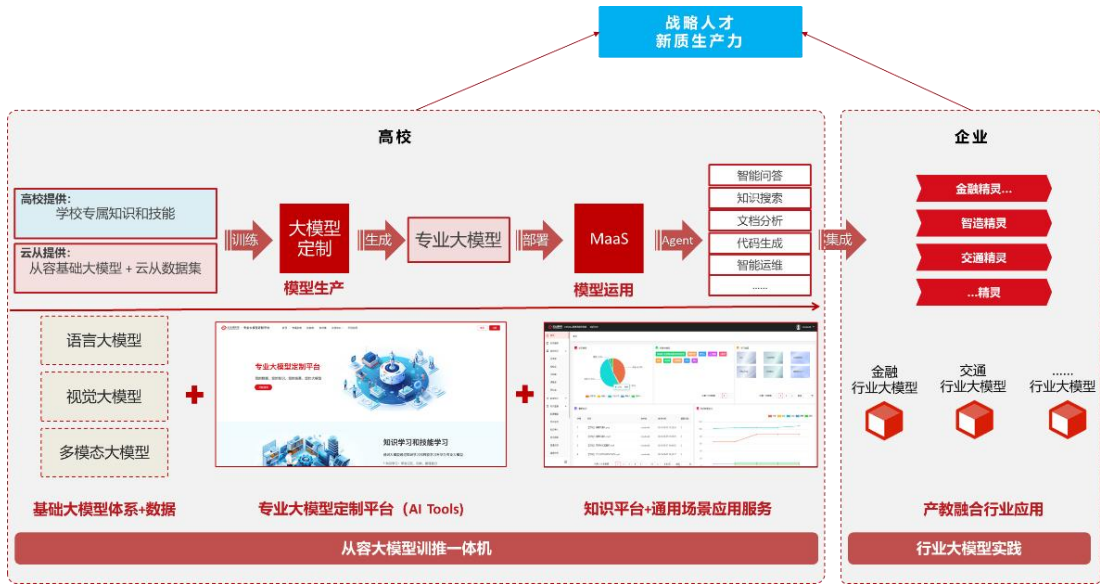 战略人才
新质生产力
高校
企业
高校提供：
学校专属知识和技能
云从提供：
从容基础大模型 + 云从数据集
训练
大模型
定制
模型生产
生成
专业大模型
部署
MaaS
模型运用
Agent
智能问答
知识搜索
文档分析
代码生成
智能运维
......
集成
金融精灵...
智造精灵
交通精灵
...精灵
语言大模型
视觉大模型
多模态大模型
专业大模型定制平台
知识学习和技能学习
金融
行业大模型
交通
行业大模型
......
行业大模型
基础大模型体系+数据
专业大模型定制平台（AI Tools)
知识平台+通用场景应用服务
产教融合行业应用
从容大模型训推一体机
行业大模型实践